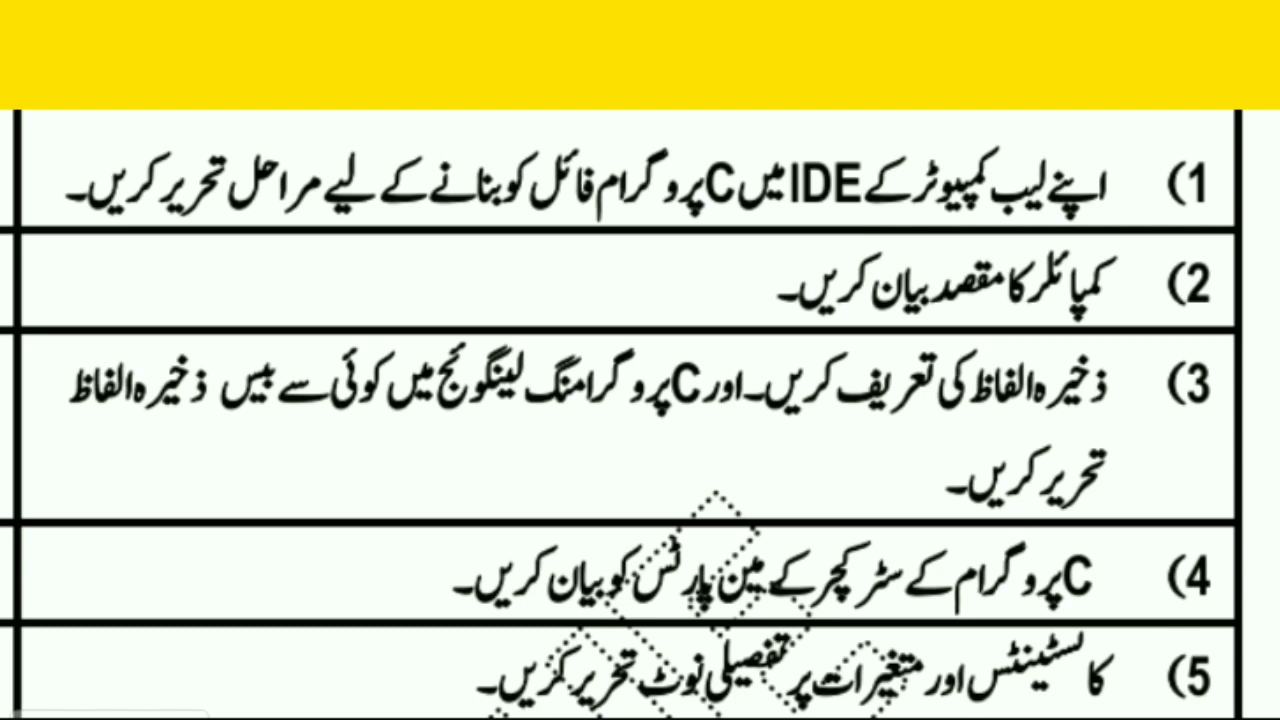 (1 اپنے لیب کمپیوٹر کے IDE میں C پروگرام فائل کو بنانے کے لیے مراحل تحریر کریں۔
(2 کمپائلر کا مقصد بیان کریں۔
(3 ذخیرہ الفاظ کی تعریف کریں۔ اور C پروگرامنگ لینگوئج میں کوئی سے بیس ذخیرہ الفاظ
تحریر کریں۔
(4 C پروگرام کے سٹرکچر کے مین پارٹس کو بیان کریں۔
(5 کانسٹینٹس اور متغیرات پر تفصیلی نوٹ تحریر کریں۔